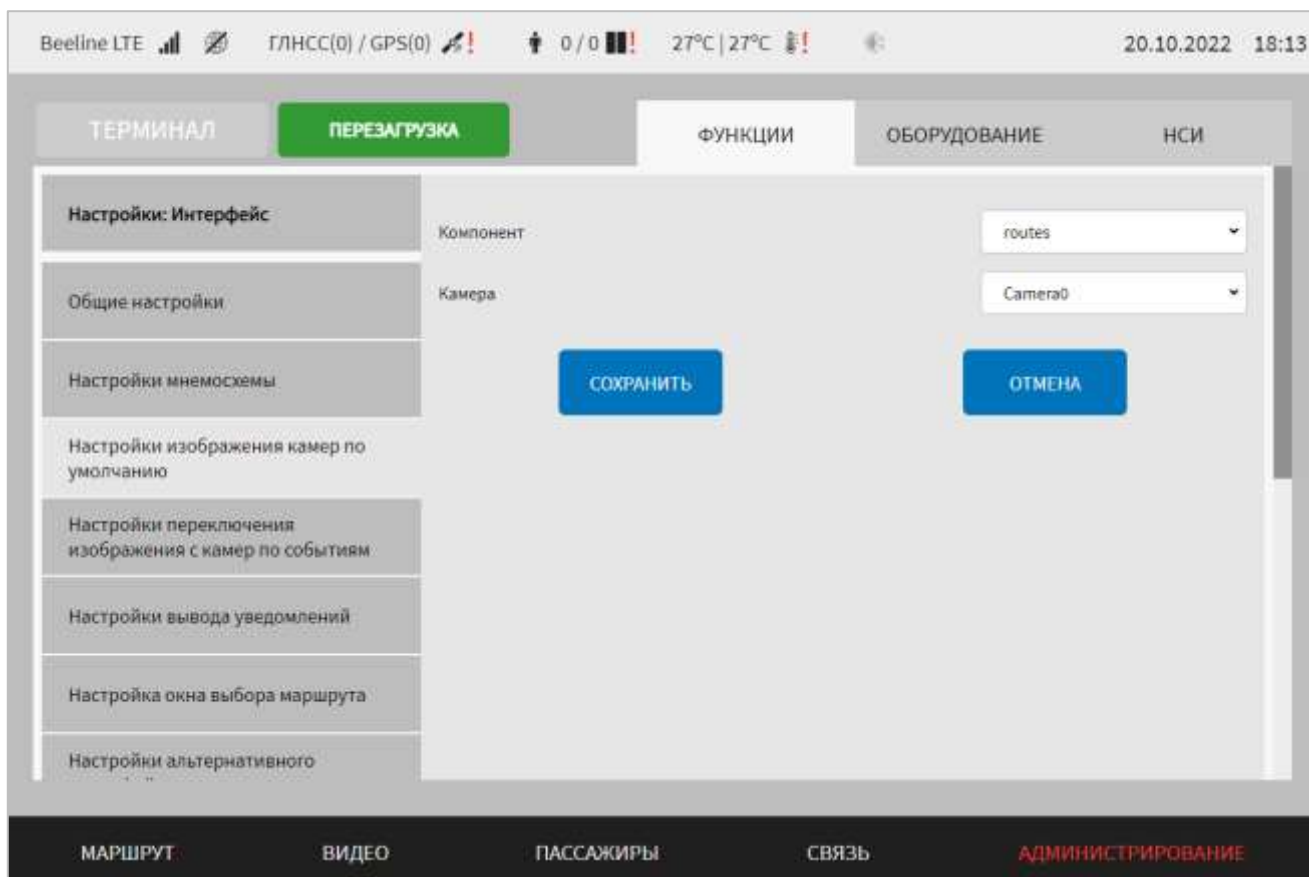 Beeline LTE ГЛНСС(0) / GPS(0) ! 0 / 0 ! 27°C | 27°C ! 20.10.2022 18:13
ТЕРМИНАЛ ПЕРЕЗАГРУЗКА ФУНКЦИИ ОБОРУДОВАНИЕ НСИ
Настройки: Интерфейс
Компонент routes
Общие настройки
Камера Camera0
Настройки мнемосхемы
СОХРАНИТЬ ОТМЕНА
Настройки изображения камер по
умолчанию
Настройки переключения
изображения с камер по событиям
Настройки вывода уведомлений
Настройка окна выбора маршрута
Настройки альтернативного
МАРШРУТ ВИДЕО ПАССАЖИРЫ СВЯЗЬ АДМИНИСТРИРОВАНИЕ